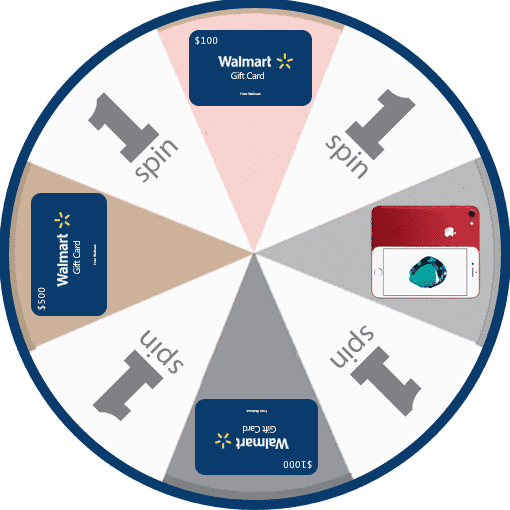 $100
Walmart
Gift Card
From Walmart
1
spin
1
spin
$500
Walmart
Gift Card
From Walmart
1
spin
1
spin
$1000
Walmart
Gift Card
From Walmart